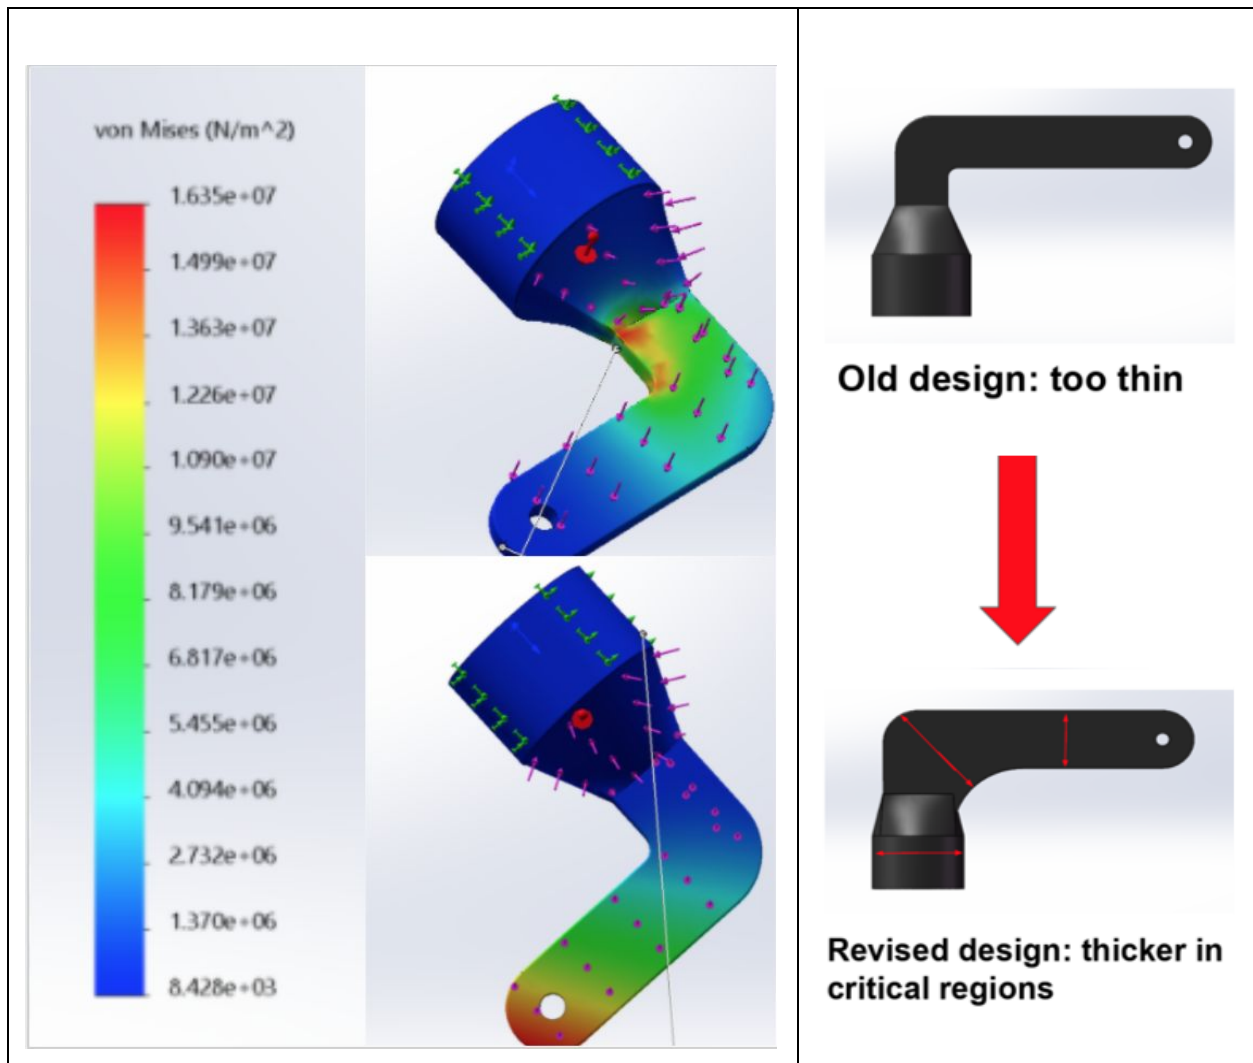 von Mises (N/m^2)
1.635e+07
1.499e+07
1.363e+07
1.226e+07
1.090e+07
9.541e+06
8.179e+06
6.817e+06
5.455e+06
4.094e+06
2.732e+06
1.370e+06
8.428e+03
Old design: too thin
Revised design: thicker in
critical regions